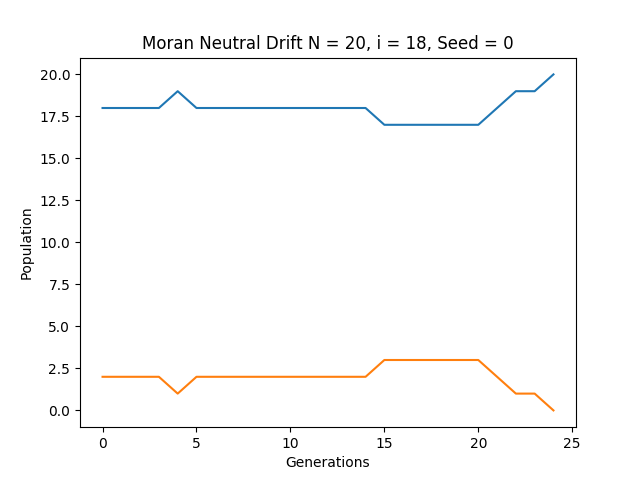 Moran Neutral Drift N = 20, i = 18, Seed = 0
20.0
17.5
15.0
12.5
10.0
7.5
5.0
2.5
0.0
Population
0 5 10 15 20 25
Generations